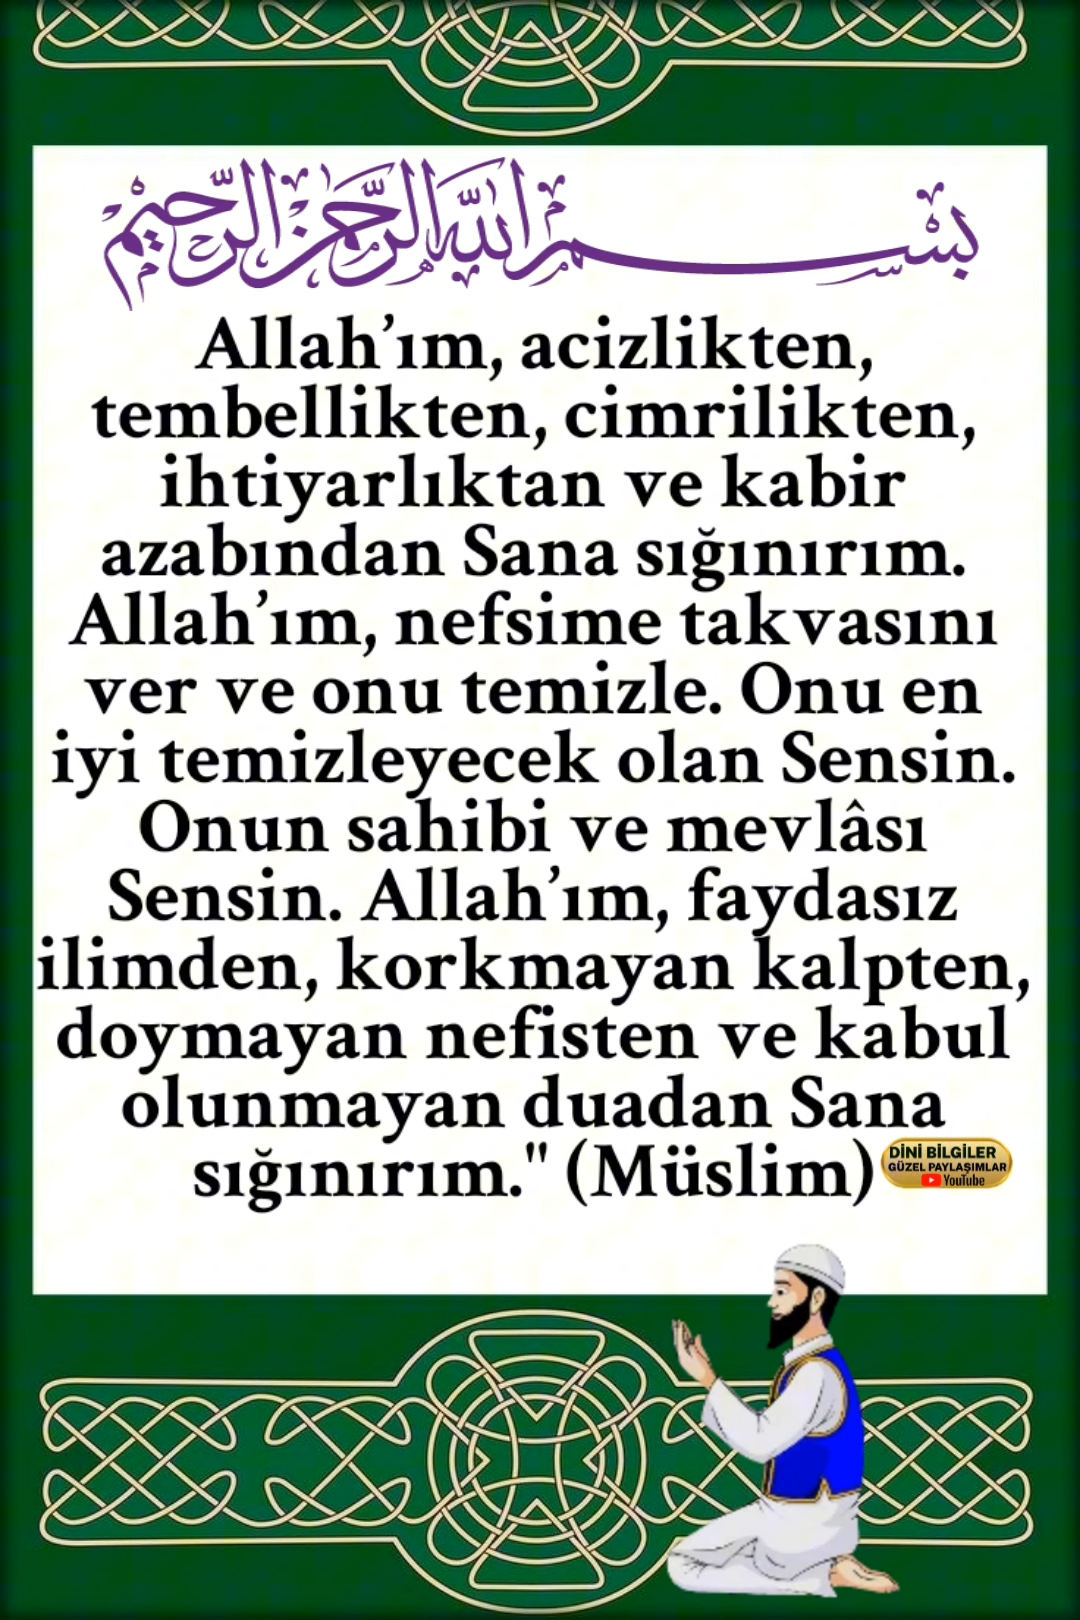 بسم الله الرحمن الرحيم
Allah’ım, acizlikten,
tembellikten, cimrilikten,
ihtiyarlıktan ve kabir
azabından Sana sığınırım.
Allah’ım, nefsime takvasını
ver ve onu temizle. Onu en
iyi temizleyecek olan Sensin.
Onun sahibi ve mevlâsı
Sensin. Allah’ım, faydasız
ilimden, korkmayan kalpten,
doymayan nefisten ve kabul
olunmayan duadan Sana
sığınırım." (Müslim)
DİNİ BİLGİLER
GÜZEL PAYLAŞIMLAR
YouTube